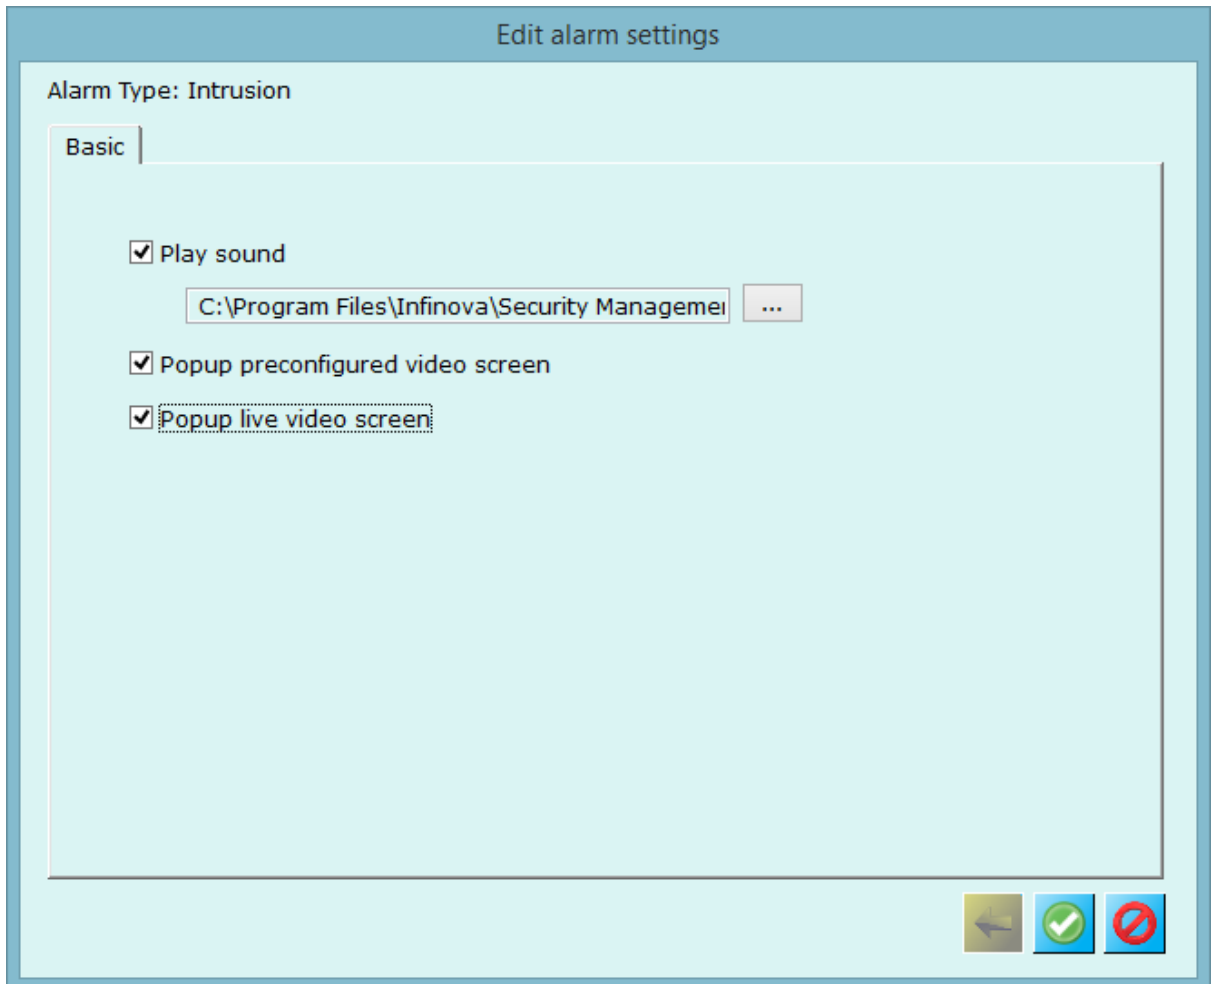 Edit alarm settings
Alarm Type: Intrusion
Basic
Play sound
C:\Program Files\Infinova\Security Managemer
...
Popup preconfigured video screen
Popup live video screen